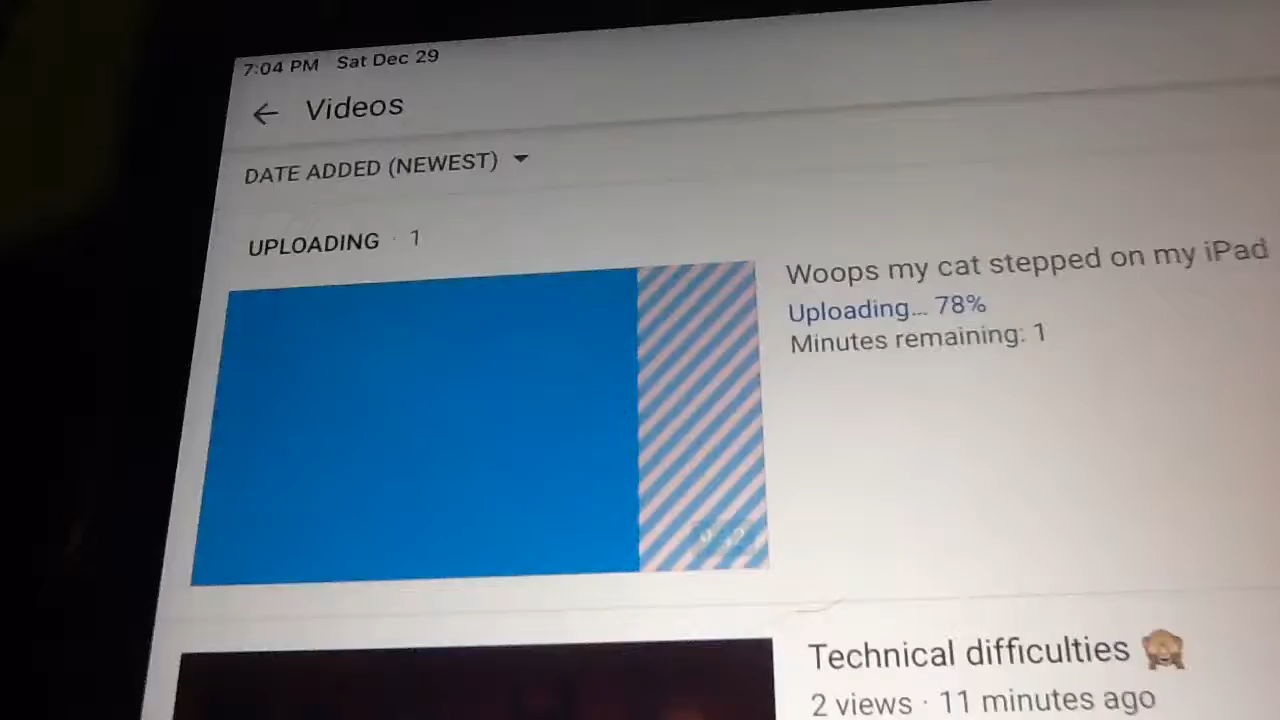 7:04 PM Sat Dec 29
Videos
DATE ADDED (NEWEST)
UPLOADING · 1
Woops my cat stepped on my iPad
Uploading... 78%
Minutes remaining: 1
Technical difficulties 🙈
2 views · 11 minutes ago